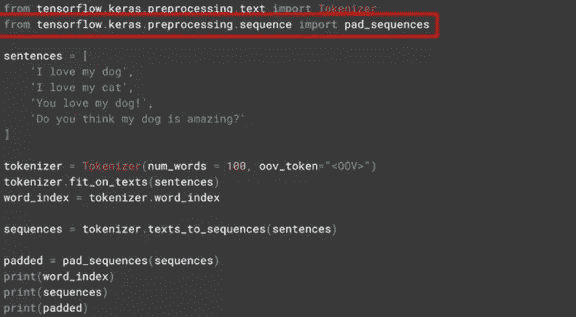 from tensorflow.keras.preprocessing.text import Tokenizer
from tensorflow.keras.preprocessing.sequence import pad_sequences
sentences = [
'I love my dog',
'I love my cat',
'You love my dog!',
'Do you think my dog is amazing?'
]
tokenizer = Tokenizer(num_words = 100, oov_token="<OOV>")
tokenizer.fit_on_texts(sentences)
word_index = tokenizer.word_index
sequences = tokenizer.texts_to_sequences(sentences)
padded = pad_sequences(sequences)
print(word_index)
print(sequences)
print(padded)